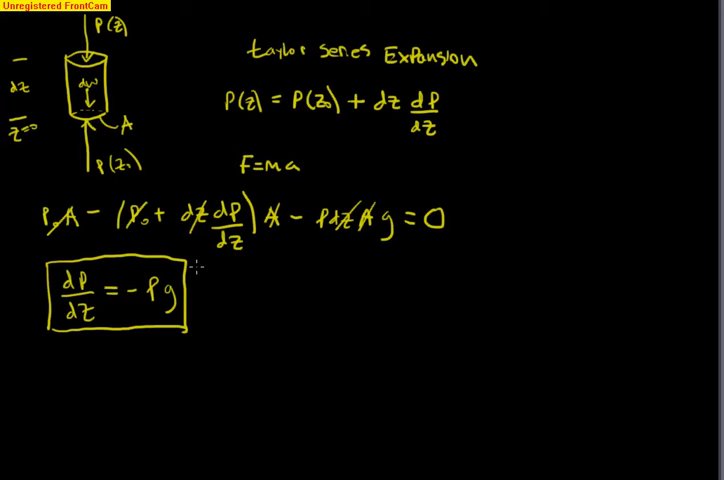 Unregistered FrontCam
P(z)
Taylor Series Expansion
dz
dw
P(z) = P(z₀) + dz dP/dz
z=0
A
P(z₀)
F=ma
P₀A - (P₀ + dz dP/dz) A - ρdzAg = 0
dP/dz = -ρg